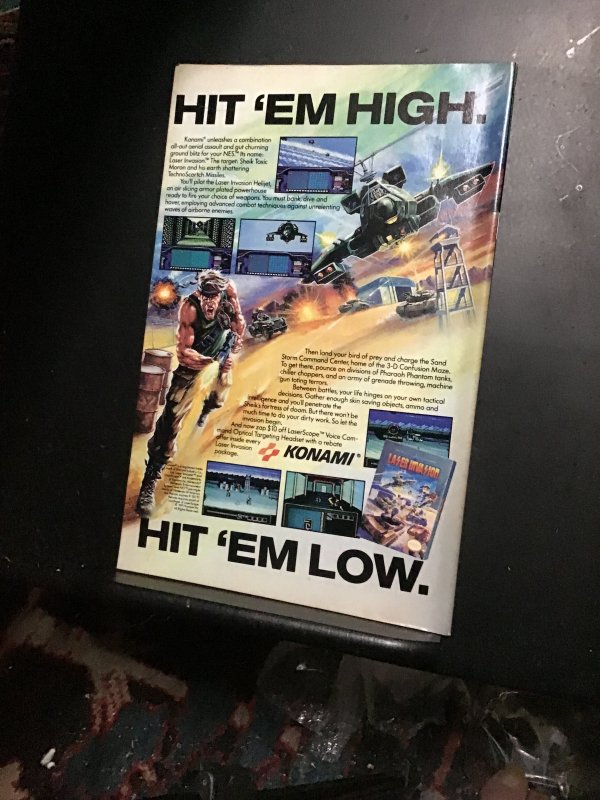 HIT ‘EM HIGH.
Konami® unleashes a combination
all-out aerial assault and gut churning
ground blitz for your NES.™ Its name:
Laser Invasion.™ The target: Sheik Toxic
Moron and his earth shattering
TechnoScortch Missiles.
You'll pilot the Laser Invasion Helijet,
an air slicing armor plated powerhouse
ready to fire your choice of weapons. You must bank, dive and
hover, employing advanced combat techniques against unrelenting
waves of airborne enemies.
Then land your bird of prey and charge the Sand
Storm Command Center, home of the 3-D Confusion Maze.
To get there, pounce on divisions of Pharaoh Phantom tanks,
chiller choppers, and an army of grenade throwing, machine
gun toting terrors.
Between battles, your life hinges on your own tactical
decisions. Gather enough skin saving objects, ammo and
intelligence and you'll penetrate the
Sheik's fortress of doom. But there won't be
much time to do your dirty work. So let the
invasion begin.
And now zap $10 off LaserScope™ Voice Com-
mand Optical Targeting Headset with a rebate
offer inside every
Laser Invasion
package.
KONAMI®
LASER INVASION
HIT ‘EM LOW.